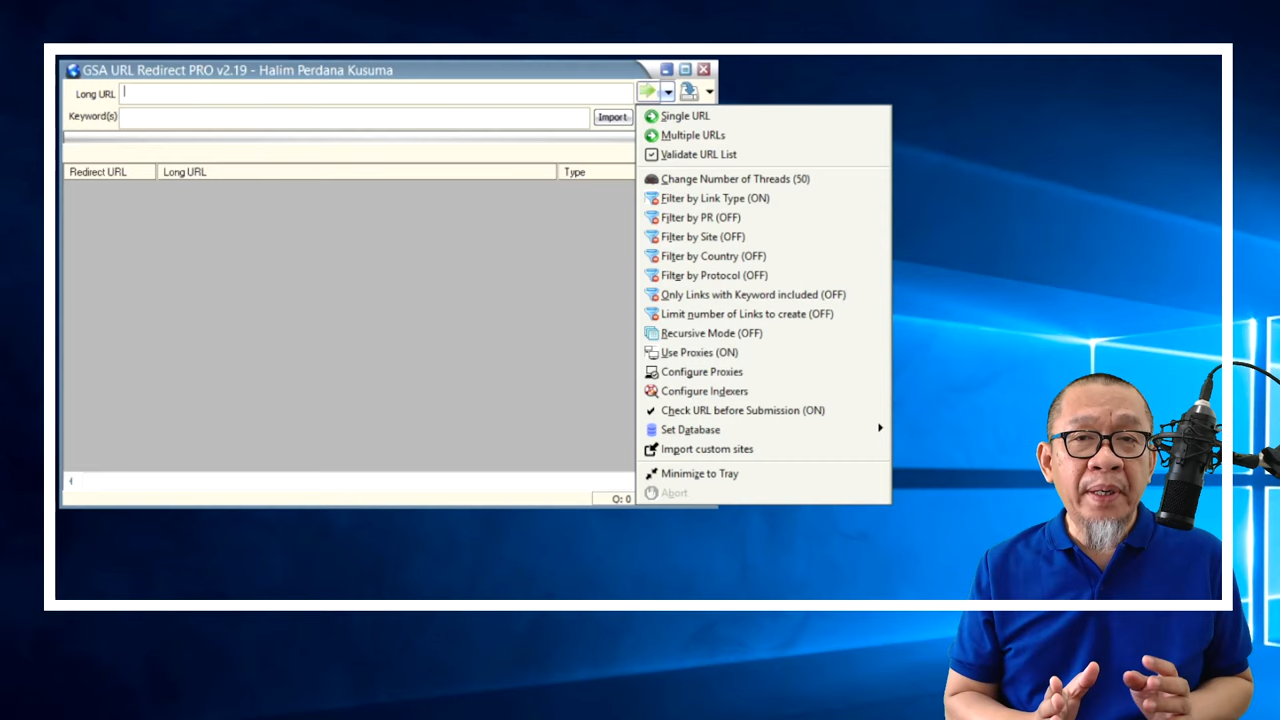 GSA URL Redirect PRO v2.19 - Halim Perdana Kusuma
Long URL
Keyword(s)
Import
Redirect URL
Long URL
Type
Single URL
Multiple URLs
Validate URL List
Change Number of Threads (50)
Filter by Link Type (ON)
Filter by PR (OFF)
Filter by Site (OFF)
Filter by Country (OFF)
Filter by Protocol (OFF)
Only Links with Keyword included (OFF)
Limit number of Links to create (OFF)
Recursive Mode (OFF)
Use Proxies (ON)
Configure Proxies
Configure Indexers
Check URL before Submission (ON)
Set Database
Import custom sites
Minimize to Tray
Abort
Q: 0